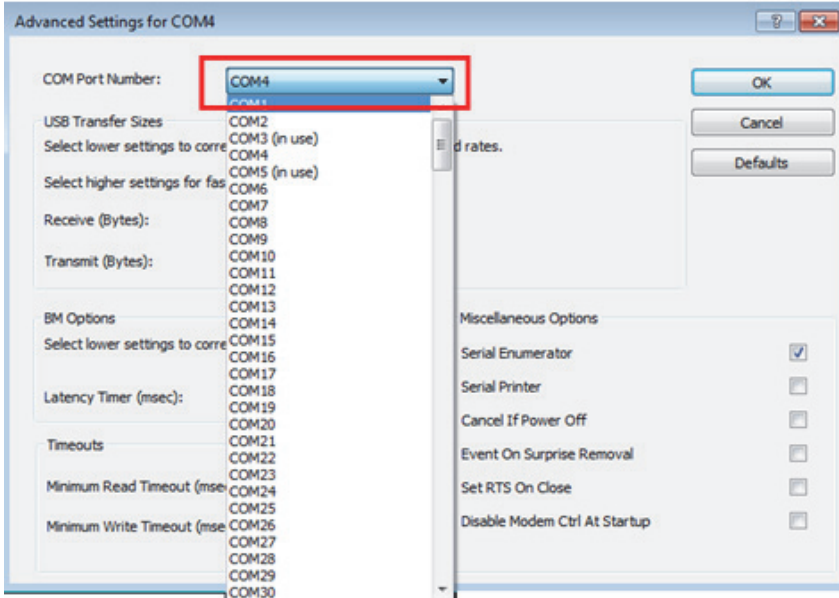 Advanced Settings for COM4
COM Port Number:
COM4
OK
Cancel
Defaults
COM1
COM2
COM3 (in use)
COM4
COM5 (in use)
COM6
COM7
COM8
COM9
COM10
COM11
COM12
COM13
COM14
COM15
COM16
COM17
COM18
COM19
COM20
COM21
COM22
COM23
COM24
COM25
COM26
COM27
COM28
COM29
COM30
USB Transfer Sizes
Select lower settings to corre d rates.
Select higher settings for fas
Receive (Bytes):
Transmit (Bytes):
BM Options
Select lower settings to corre
Latency Timer (msec):
Timeouts
Minimum Read Timeout (mse
Minimum Write Timeout (mse
Miscellaneous Options
Serial Enumerator
Serial Printer
Cancel If Power Off
Event On Surprise Removal
Set RTS On Close
Disable Modem Ctrl At Startup